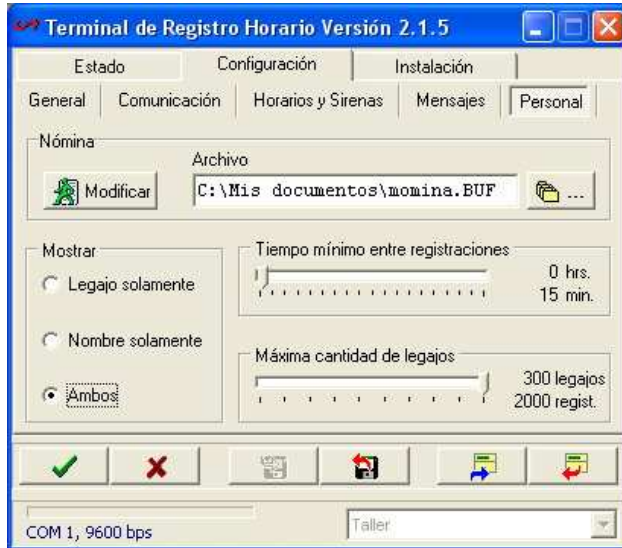 Terminal de Registro Horario Versión 2.1.5
Estado Configuración Instalación
General Comunicación Horarios y Sirenas Mensajes Personal
Nómina
Archivo
Modificar C:\Mis documentos\momina.BUF ...
Mostrar
Legajo solamente
Nombre solamente
Ambos
Tiempo mínimo entre registraciones
0 hrs.
15 min.
Máxima cantidad de legajos
300 legajos
2000 regist.
COM 1, 9600 bps Taller